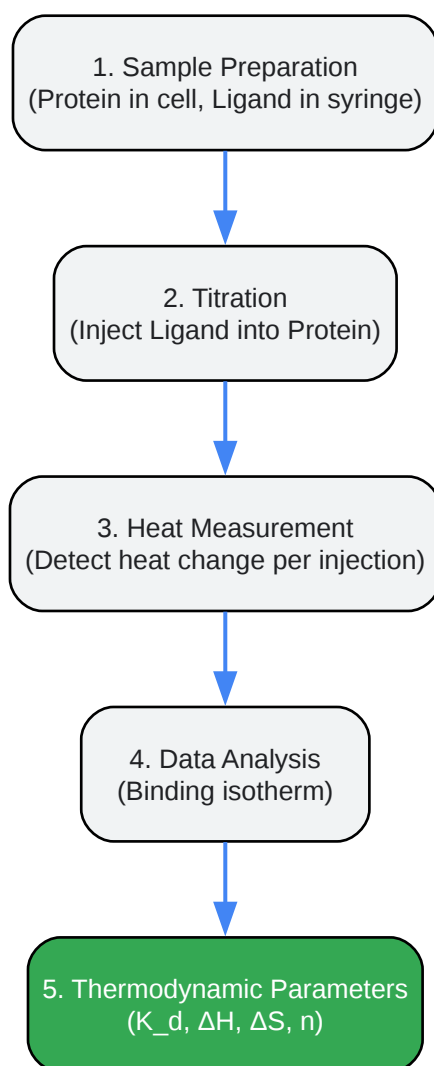 1. Sample Preparation
(Protein in cell, Ligand in syringe)
2. Titration
(Inject Ligand into Protein)
3. Heat Measurement
(Detect heat change per injection)
4. Data Analysis
(Binding isotherm)
5. Thermodynamic Parameters
(K_d, ΔH, ΔS, n)